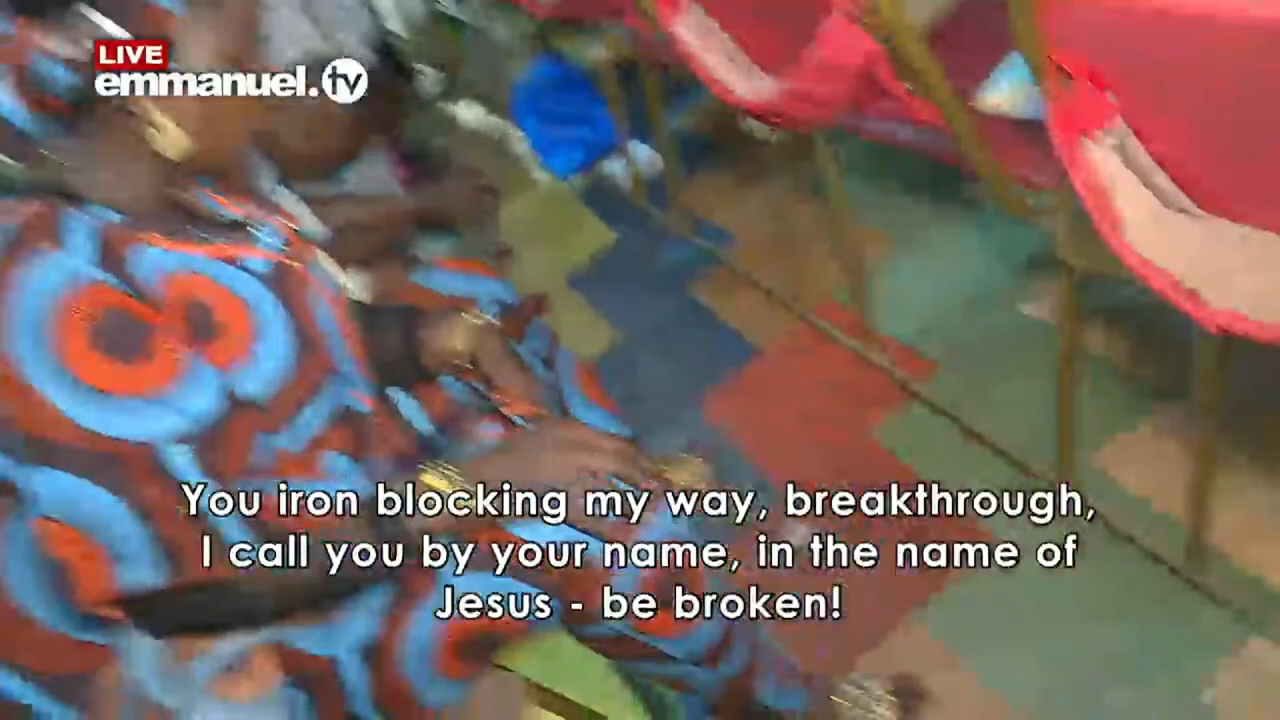 LIVE
emmanuel.tv
You iron blocking my way, breakthrough,
I call you by your name, in the name of
Jesus - be broken!